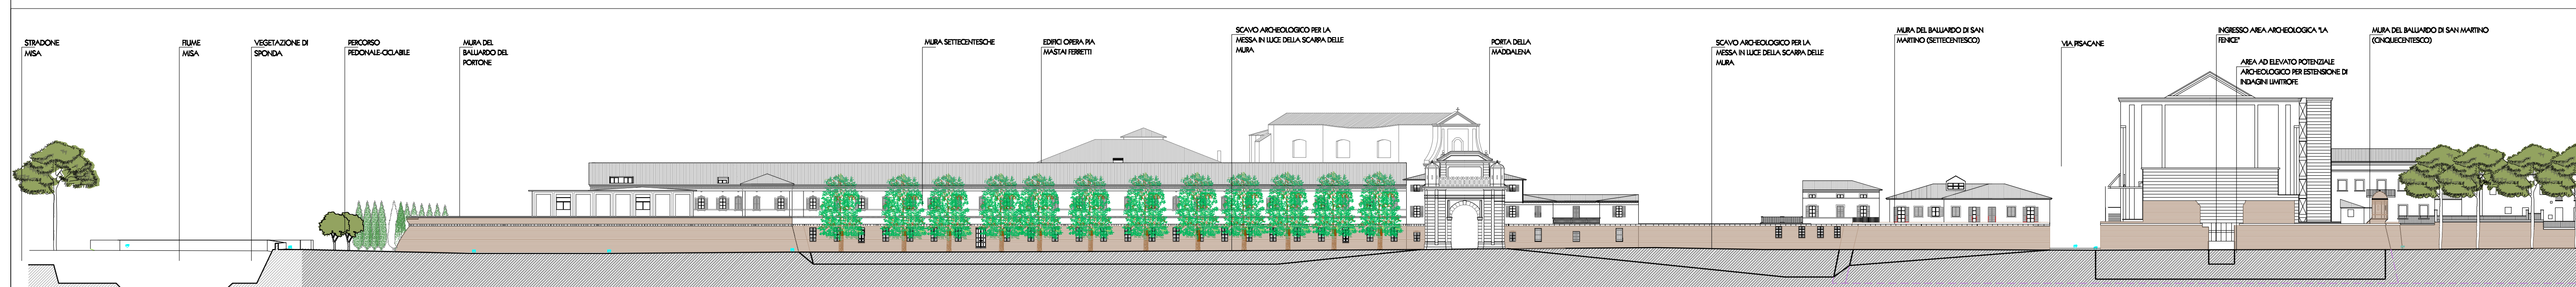 STRADONE
MISA
FIUME
MISA
VEGETAZIONE DI
SPONDA
PERCORSO
PEDONALE-CICLABILE
MURA DEL
BALUARDO DEL
PORTONE
MURA SETTECENTESCHE
EDIFICI OPERA PIA
MASTAI FERRETTI
SCAVO ARCHEOLOGICO PER LA
MESSA IN LUCE DELLA SCARPA DELLE
MURA
PORTA DELLA
MADDALENA
SCAVO ARCHEOLOGICO PER LA
MESSA IN LUCE DELLA SCARPA DELLE
MURA
MURA DEL BALUARDO DI SAN
MARTINO (SETTECENTESCO)
VIA PISACANE
INGRESSO AREA ARCHEOLOGICA "LA
FENICE"
AREA AD ELEVATO POTENZIALE
ARCHEOLOGICO PER ESTENSIONE DI
INDAGINI LIMITROFE
MURA DEL BALUARDO DI SAN MARTINO
(CINQUECENTESCO)